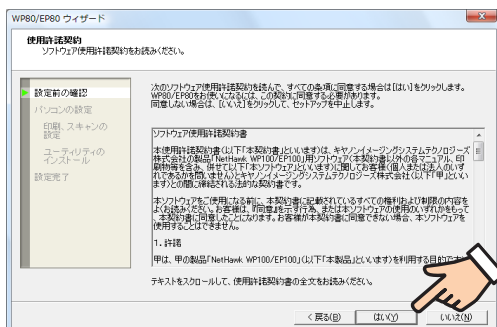 WP80/EP80 ウィザード
使用許諾契約
ソフトウェア使用許諾契約をお読みください。
設定前の確認
パソコンの設定
印刷、スキャンの
設定
ユーティリティの
インストール
設定完了
次のソフトウェア使用許諾契約を読んで、すべての条項に同意する場合は[はい]をクリックします。
WP80/EP80をお使いになるには、この契約に同意する必要があります。
同意しない場合は、[いいえ]をクリックして、セットアップを中止します。
ソフトウェア使用許諾契約書
本使用許諾契約書（以下「本契約書」といいます）は、キヤノンイメージングシステムテクノロジーズ
株式会社の製品「NetHawk WP100/EP100」用ソフトウェア（本契約書以外の各マニュアル、印
刷物等を含み、併せて以下「本ソフトウェア」といいます）に関してお客様（個人または法人のいず
れであるかを問いません）とキヤノンイメージングシステムテクノロジーズ株式会社（以下「甲」といい
ます）との間に締結される法的な契約書です。
本ソフトウェアをご使用になる前に、本契約書に記載されているすべての権利および制限の内容を
よくお読みください。お客様は、「同意」を示す行為、または本ソフトウェアの使用のいずれかをもって
、本契約書に同意したことになります。お客様が本契約書に同意できない場合、本ソフトウェアを
使用することはできません。
1. 許諾
甲は、甲の製品「NetHawk WP100/EP100」（以下「本製品」といいます）を利用する目的で
テキストをスクロールして、使用許諾契約書の全文をお読みください。
< 戻る(B)
はい(Y)
いいえ(N)